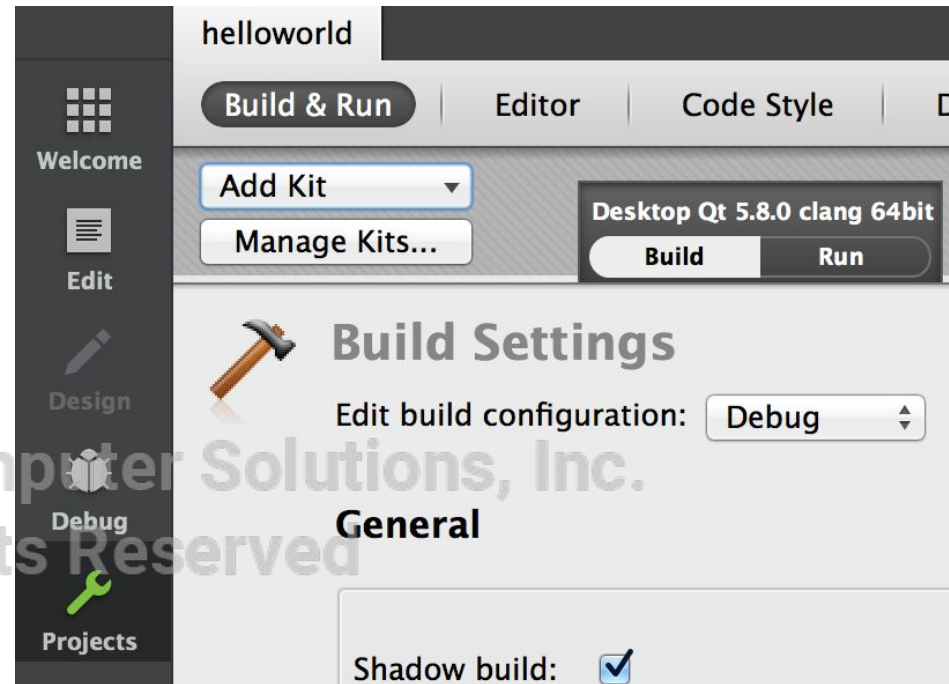 helloworld
Build & Run Editor Code Style
Welcome
Add Kit
Manage Kits...
Desktop Qt 5.8.0 clang 64bit
Build Run
Edit
Build Settings
Design
Edit build configuration: Debug
Solutions, Inc.
Debug
General
Reserved
Projects
Shadow build: